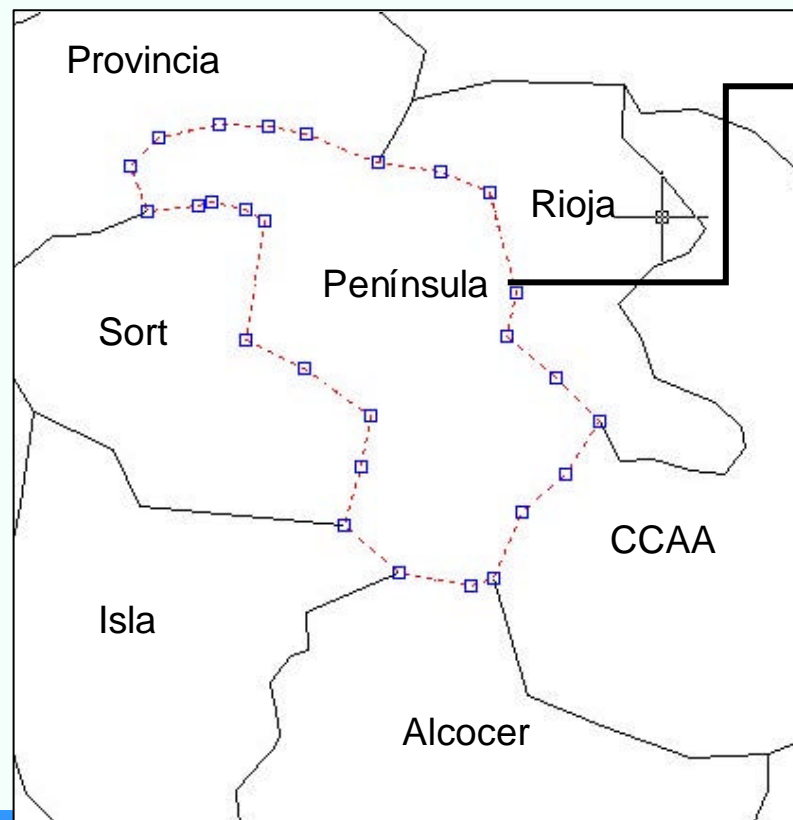 Provincia
Rioja
Península
Sort
CCAA
Isla
Alcocer